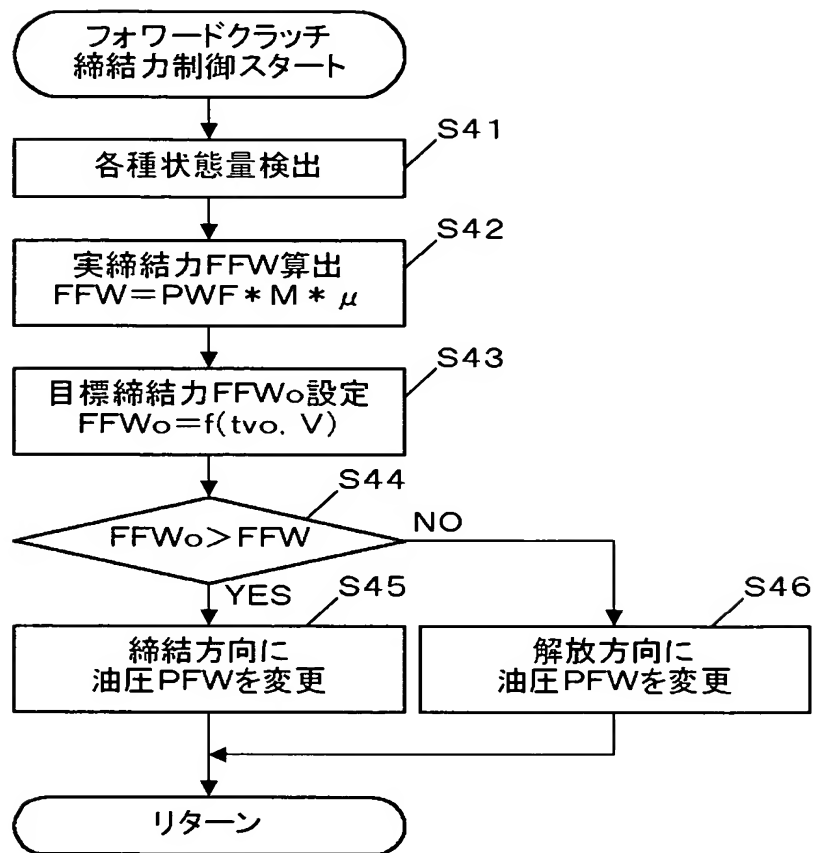 フォワードクラッチ
締結力制御スタート
S41
各種状態量検出
S42
実締結力FFW算出
FFW=PWF*M*μ
S43
目標締結力FFWo設定
FFWo=f(tvo. V)
S44
FFWo>FFW
NO
YES
S45
締結方向に
油圧PFWを変更
S46
解放方向に
油圧PFWを変更
リターン